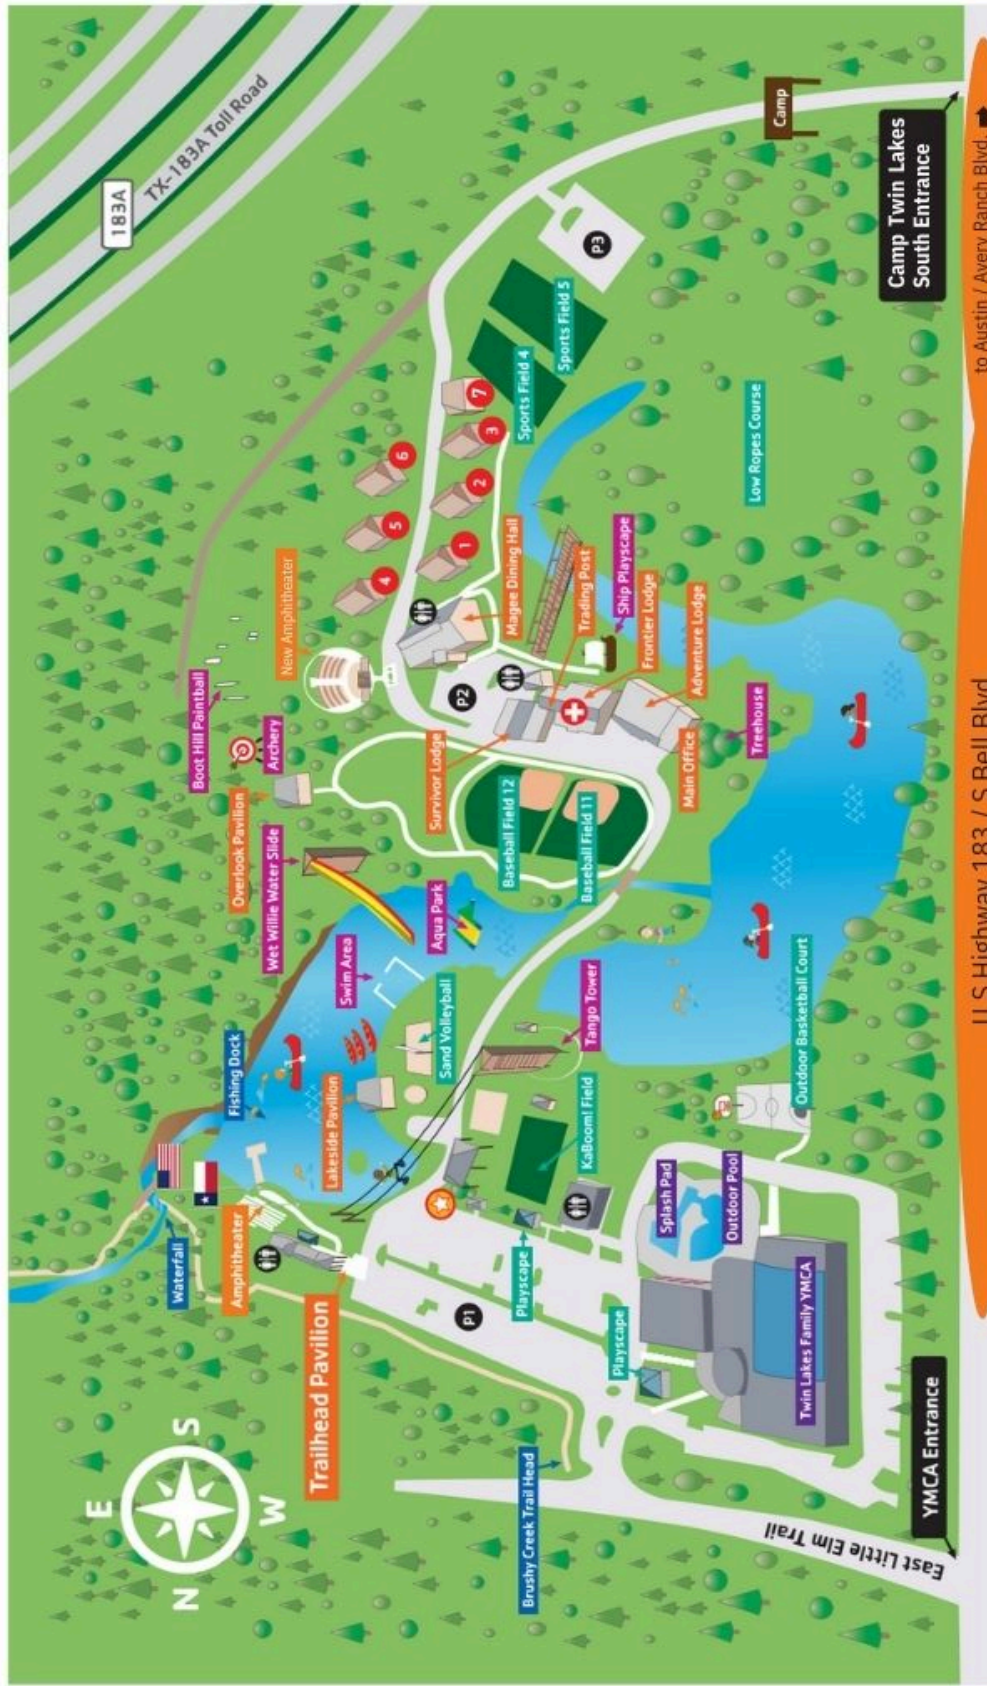 183A
TX-183A Toll Road
E
N
S
W
Waterfall
Boot Hill Paintball
Fishing Dock
Amphitheater
Overlook Pavilion
Wet Willie Water Slide
Archery
New Amphitheater
Trailhead Pavilion
Lakeside Pavilion
Swim Area
4
5
6
Aqua Park
Survivor Lodge
Sand Volleyball
P1
P2
1
2
3
7
Magee Dining Hall
Baseball Field 12
Sports Field 4
Playscape
Brushy Creek Trail Head
KaBoom! Field
Tango Tower
Baseball Field 11
Trading Post
Sports Field 5
P3
Ship Playscape
Playscape
Frontier Lodge
Splash Pad
Main Office
Adventure Lodge
Outdoor Pool
Treehouse
Low Ropes Course
Camp
East Little Elm Trail
Twin Lakes Family YMCA
Outdoor Basketball Court
YMCA Entrance
Camp Twin Lakes
South Entrance
to Austin / Avery Ranch Blvd.
U.S Highway 183 / S Bell Blvd